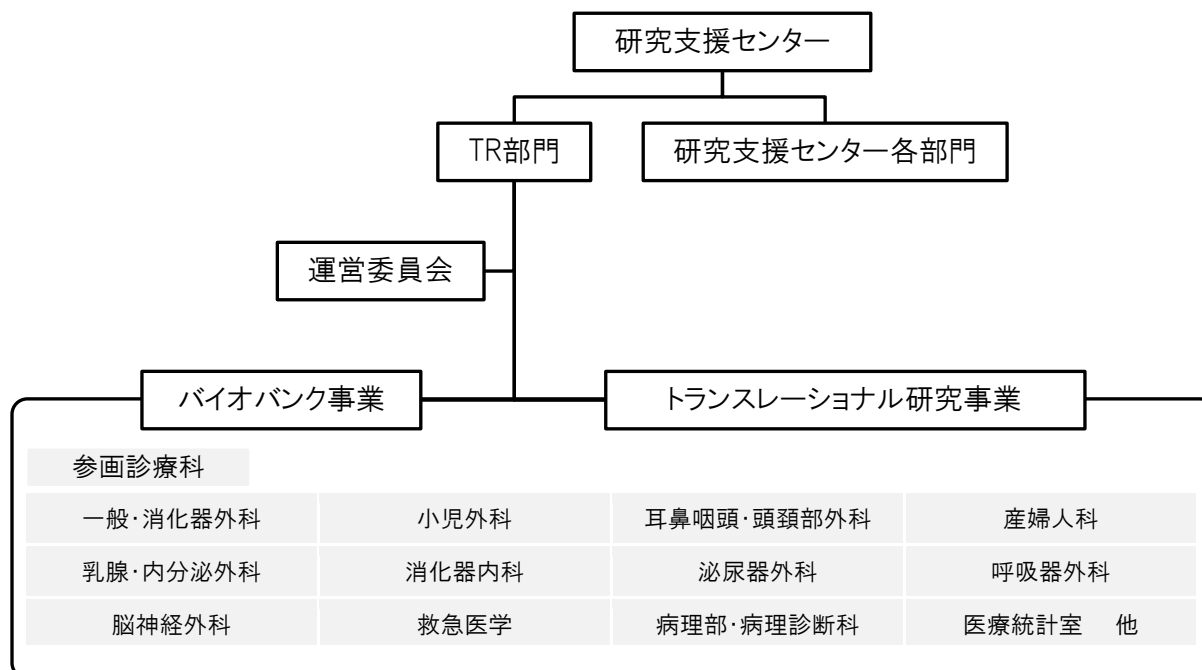 研究支援センター
TR部門
研究支援センター各部門
運営委員会
バイオバンク事業
トランスレーショナル研究事業
参画診療科
一般・消化器外科 小児外科 耳鼻咽頭・頭頚部外科 産婦人科
乳腺・内分泌外科 消化器内科 泌尿器外科 呼吸器外科
脳神経外科 救急医学 病理部・病理診断科 医療統計室 他